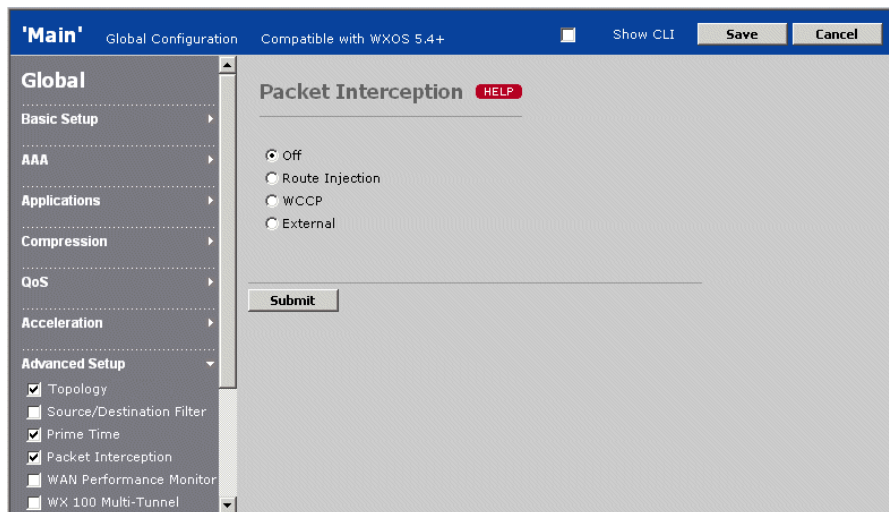 'Main' Global Configuration Compatible with WXOS 5.4+ Show CLI Save Cancel
Global
Basic Setup
AAA
Applications
Compression
QoS
Acceleration
Advanced Setup
Topology
Source/Destination Filter
Prime Time
Packet Interception
WAN Performance Monitor
WX 100 Multi-Tunnel
Packet Interception HELP
Off
Route Injection
WCCP
External
Submit